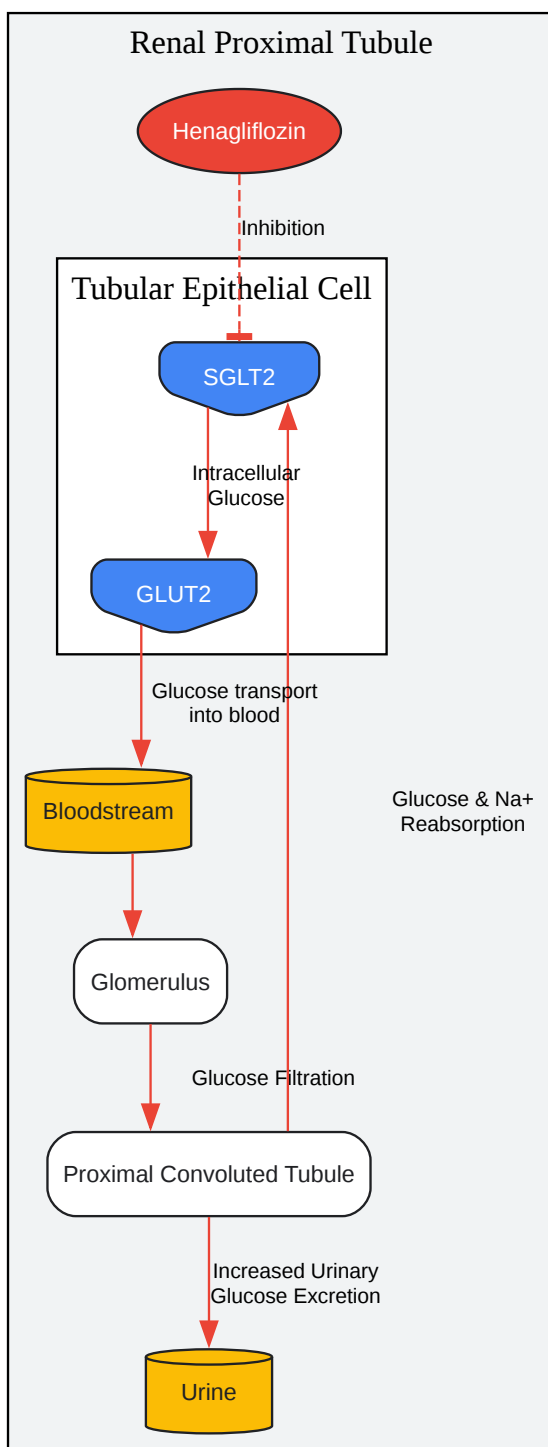 Renal Proximal Tubule
Henagliflozin
Inhibition
Tubular Epithelial Cell
SGLT2
Intracellular
Glucose
GLUT2
Glucose transport
into blood
Bloodstream
Glucose & Na+
Reabsorption
Glomerulus
Glucose Filtration
Proximal Convoluted Tubule
Increased Urinary
Glucose Excretion
Urine